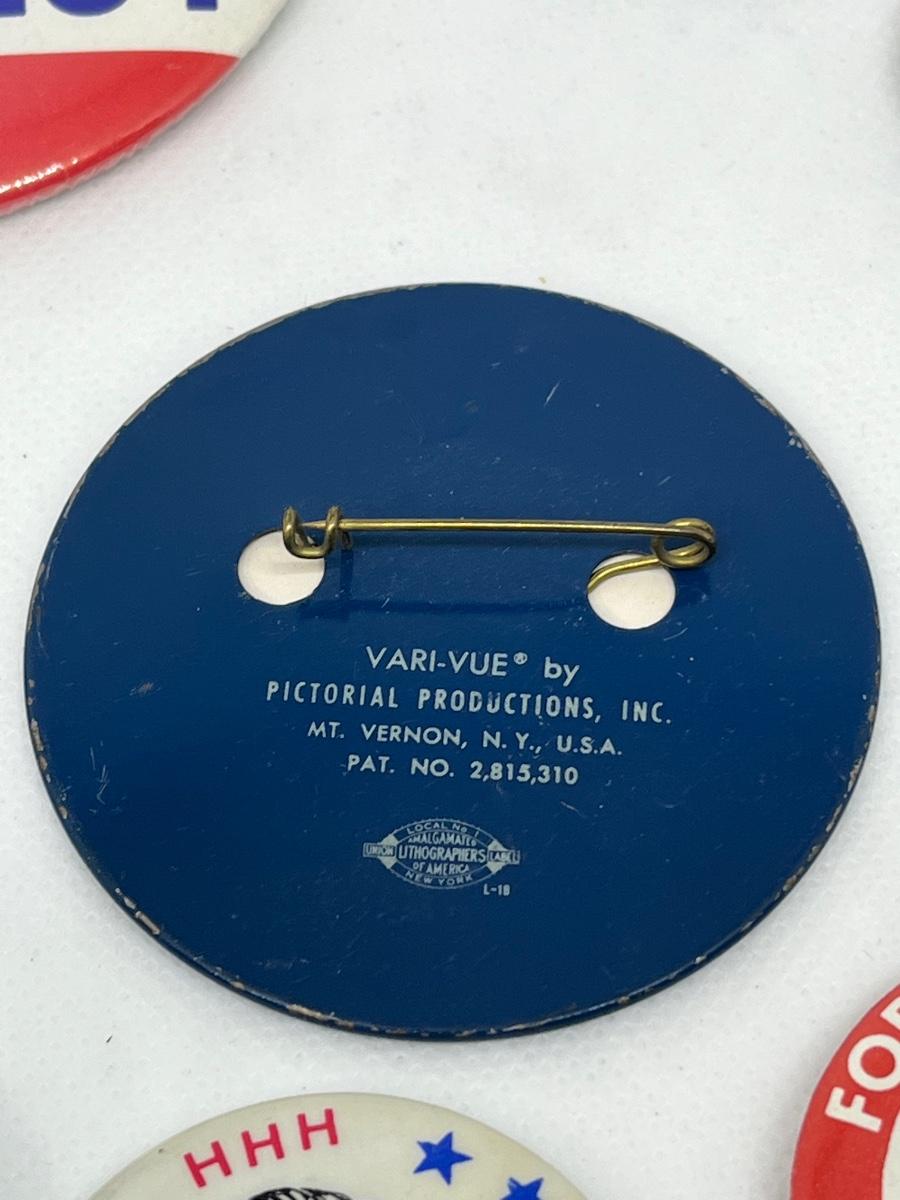 VARI-VUE® by
PICTORIAL PRODUCTIONS, INC.
MT. VERNON, N.Y., U.S.A.
PAT. NO. 2,815,310
LOCAL No 1
AMALGAMATED
UNION LITHOGRAPHERS LABEL
OF AMERICA
NEW YORK
L-18
HHH
FOR